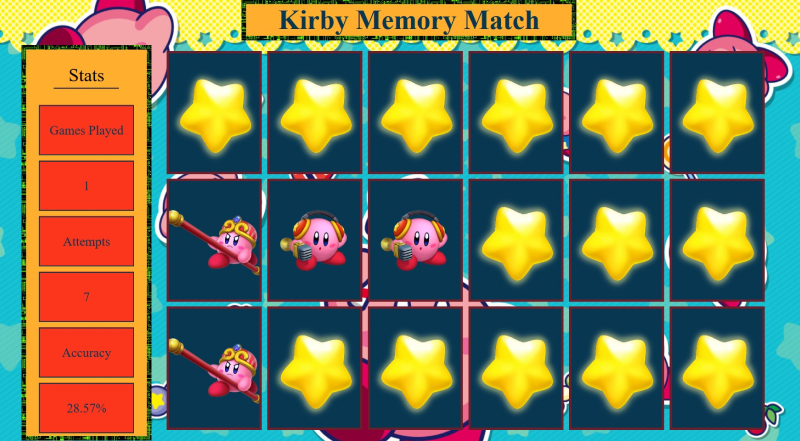 Kirby Memory Match
Stats
Games Played
1
Attempts
7
Accuracy
28.57%